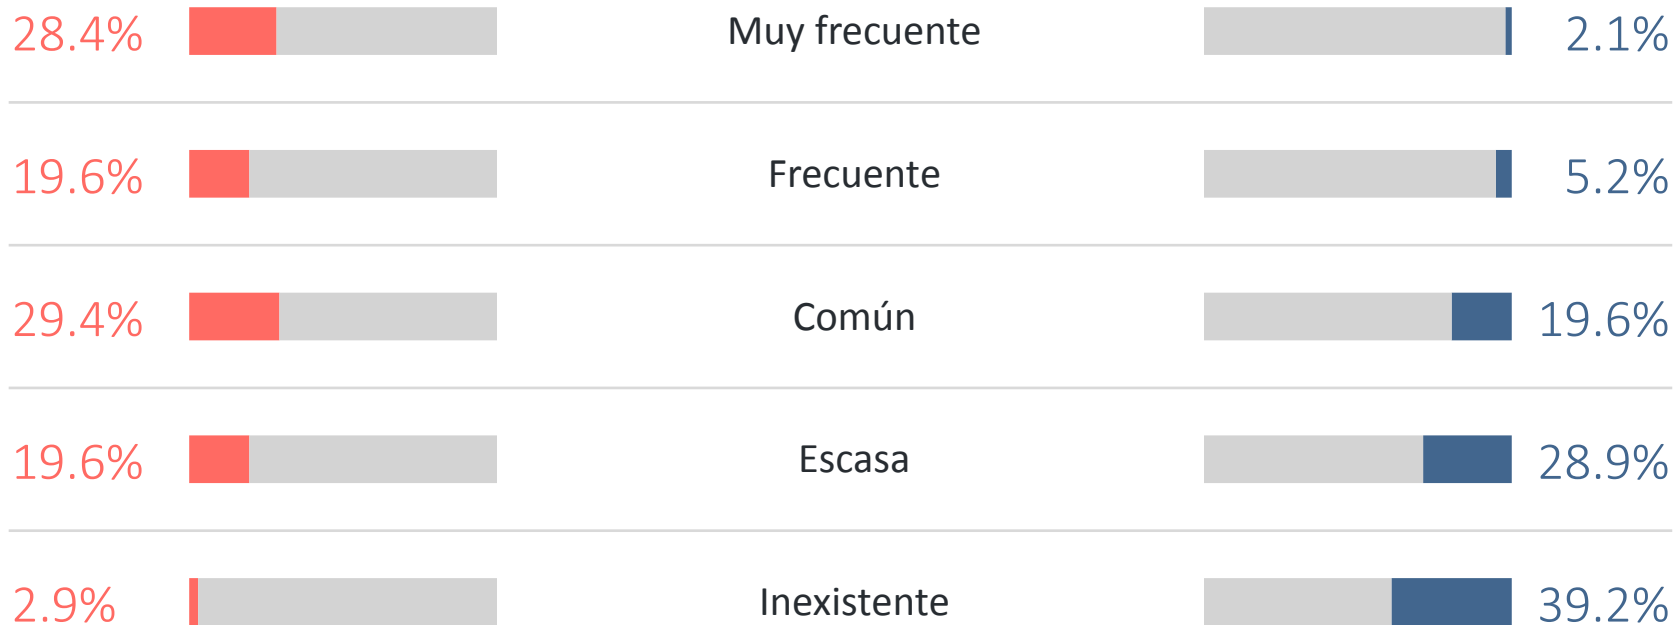 28.4% Muy frecuente 2.1%
19.6% Frecuente 5.2%
29.4% Común 19.6%
19.6% Escasa 28.9%
2.9% Inexistente 39.2%